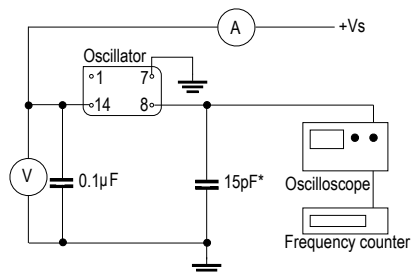 A
+Vs
Oscillator
1
7
14
8
V
0.1µF
15pF*
Oscilloscope
Frequency counter